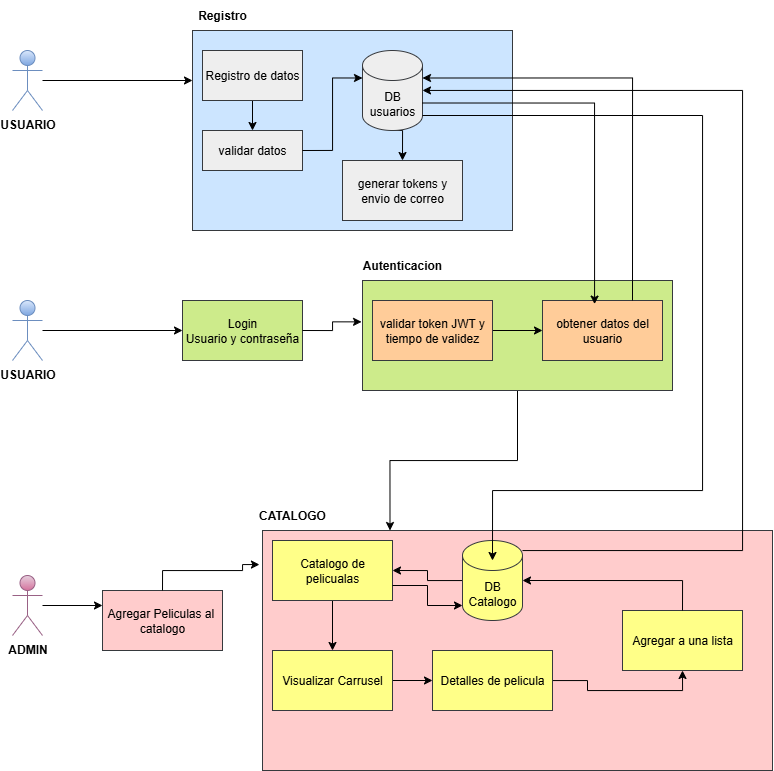 Registro
Registro de datos
DB
usuarios
USUARIO
validar datos
generar tokens y
envio de correo
Autenticacion
Login
Usuario y contraseña
validar token JWT y
tiempo de validez
obtener datos del
usuario
USUARIO
CATALOGO
Catalogo de
pelicualas
DB
Catalogo
Agregar Peliculas al
catalogo
ADMIN
Agregar a una lista
Visualizar Carrusel
Detalles de pelicula